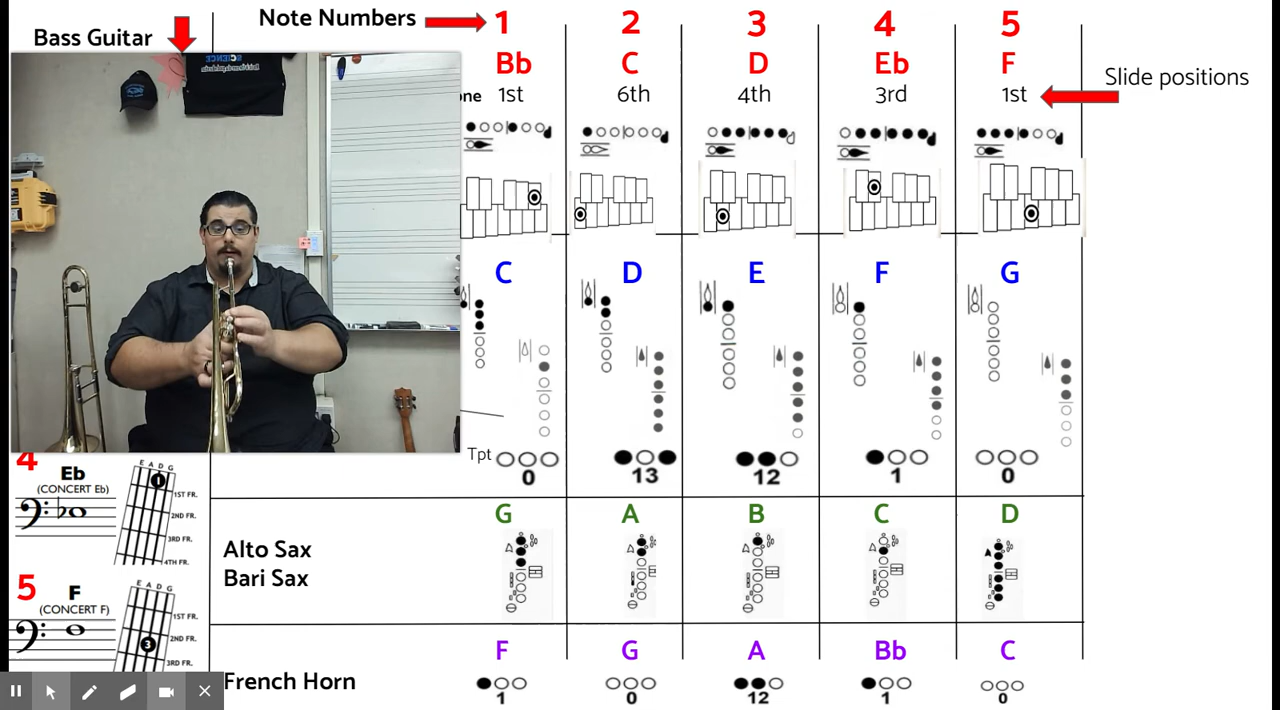 Note Numbers
1 2 3 4 5
Bass Guitar
Bb C D Eb F
Slide positions
one 1st 6th 4th 3rd 1st
SCIENCE
C D E F G
Tpt
0 13 12 1 0
4
Eb
(CONCERT Eb)
E A D G
1
1ST FR.
2ND FR.
3RD FR.
4TH FR.
G A B C D
Alto Sax
Bari Sax
5
F
(CONCERT F)
E A D G
1ST FR.
2ND FR.
3
3RD FR.
F G A Bb C
French Horn
1 0 12 1 0